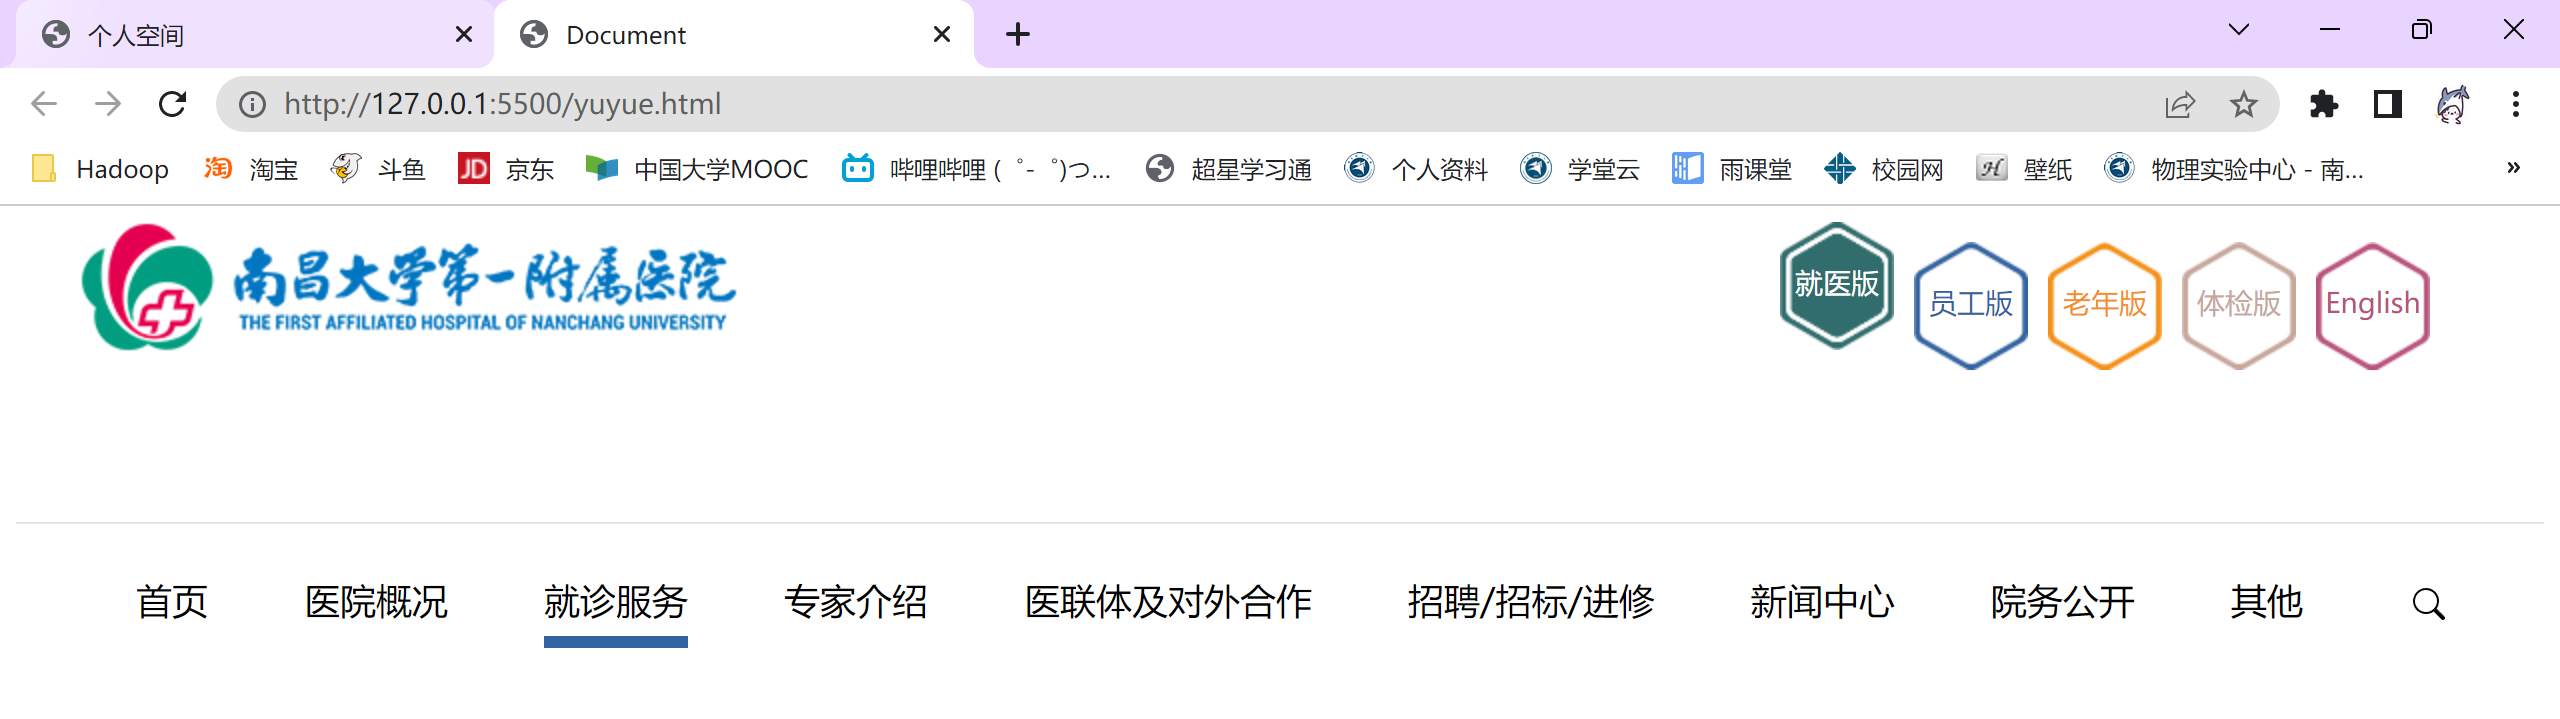 个人空间
Document
http://127.0.0.1:5500/yuyue.html
Hadoop 淘 淘宝 斗鱼 JD 京东 中国大学MOOC 哔哩哔哩 (゜-゜)つ... 超星学习通 个人资料 学堂云 雨课堂 校园网 H 壁纸 物理实验中心 - 南... »
南昌大学第一附属医院
THE FIRST AFFILIATED HOSPITAL OF NANCHANG UNIVERSITY
就医版 员工版 老年版 体检版 English
首页 医院概况 就诊服务 专家介绍 医联体及对外合作 招聘/招标/进修 新闻中心 院务公开 其他